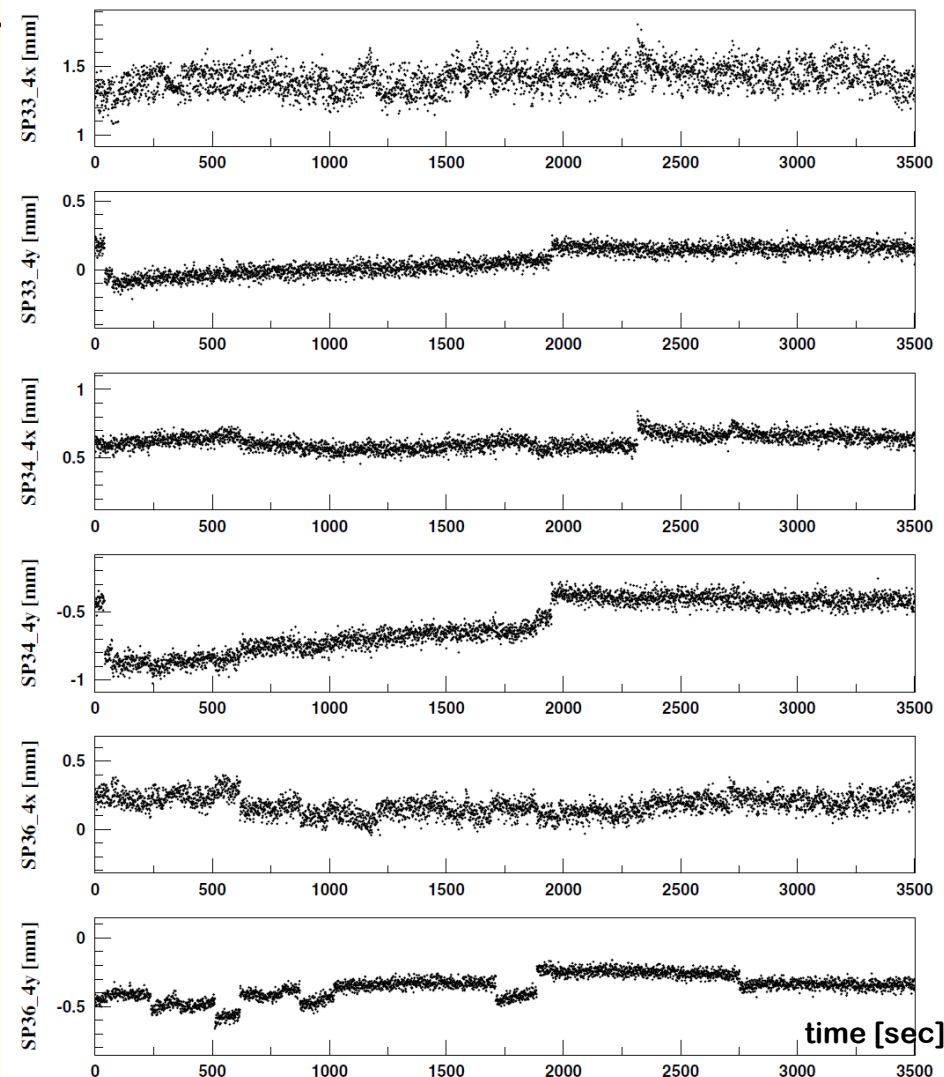 SP33_4x [mm]
1.5
1
0 500 1000 1500 2000 2500 3000 3500
SP33_4y [mm]
0.5
0
0 500 1000 1500 2000 2500 3000 3500
SP34_4x [mm]
1
0.5
0 500 1000 1500 2000 2500 3000 3500
SP34_4y [mm]
-0.5
-1
0 500 1000 1500 2000 2500 3000 3500
SP36_4x [mm]
0.5
0
0 500 1000 1500 2000 2500 3000 3500
SP36_4y [mm]
0
-0.5
time [sec]
0 500 1000 1500 2000 2500 3000 3500